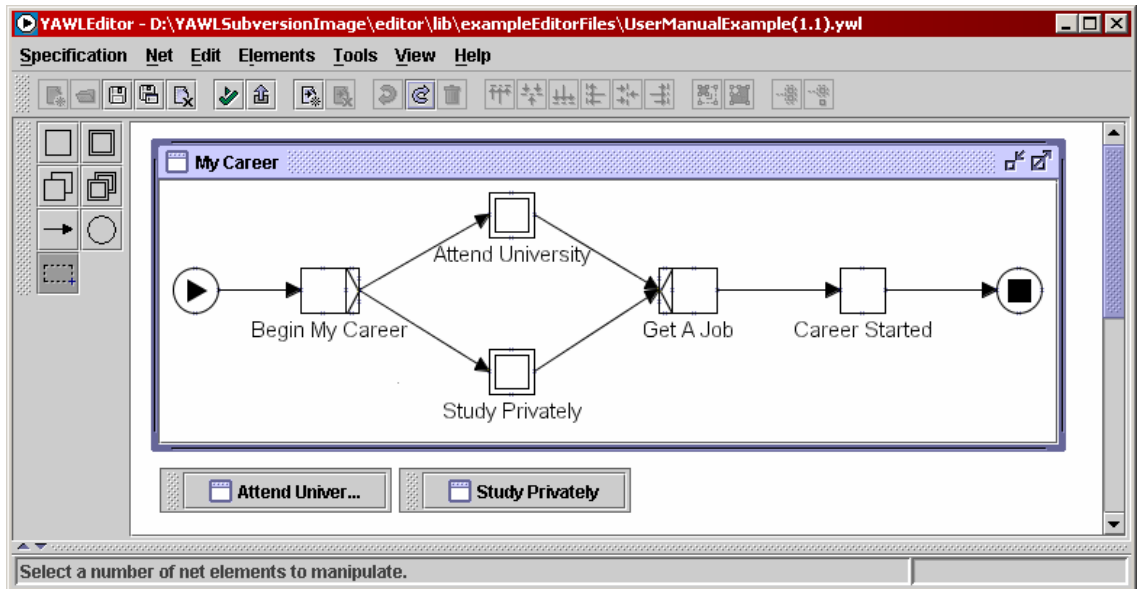 YAWLEditor - D:\YAWLSubversionImage\editor\lib\exampleEditorFiles\UserManualExample(1.1).ywl
Specification Net Edit Elements Tools View Help
My Career
Attend University
Begin My Career
Get A Job
Career Started
Study Privately
Attend Univer...
Study Privately
Select a number of net elements to manipulate.